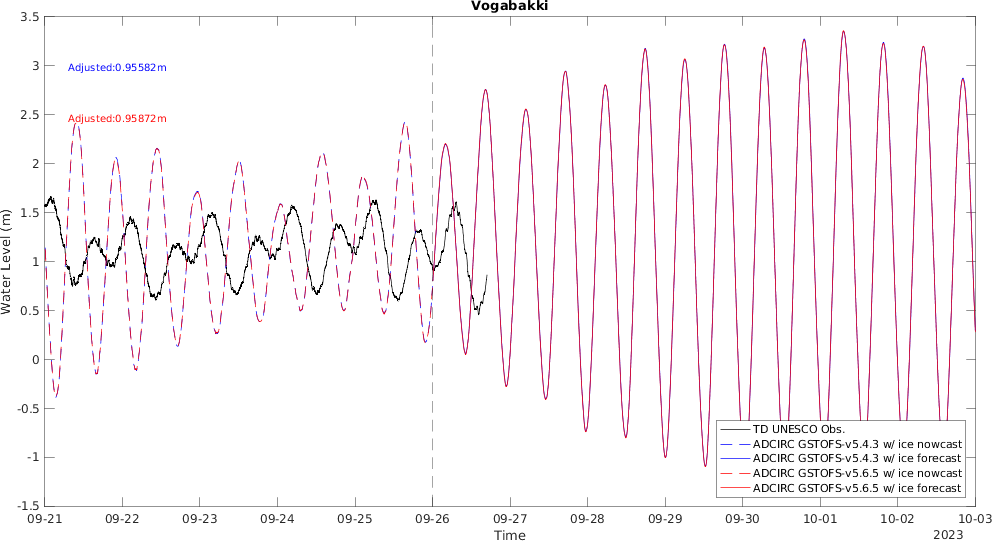 Vogabakki
3.5
3
2.5
2
1.5
1
0.5
0
-0.5
-1
-1.5
Water Level (m)
Adjusted:0.95582m
Adjusted:0.95872m
TD UNESCO Obs.
ADCIRC GSTOFS-v5.4.3 w/ ice nowcast
ADCIRC GSTOFS-v5.4.3 w/ ice forecast
ADCIRC GSTOFS-v5.6.5 w/ ice nowcast
ADCIRC GSTOFS-v5.6.5 w/ ice forecast
09-21 09-22 09-23 09-24 09-25 09-26 09-27 09-28 09-29 09-30 10-01 10-02 10-03
Time
2023